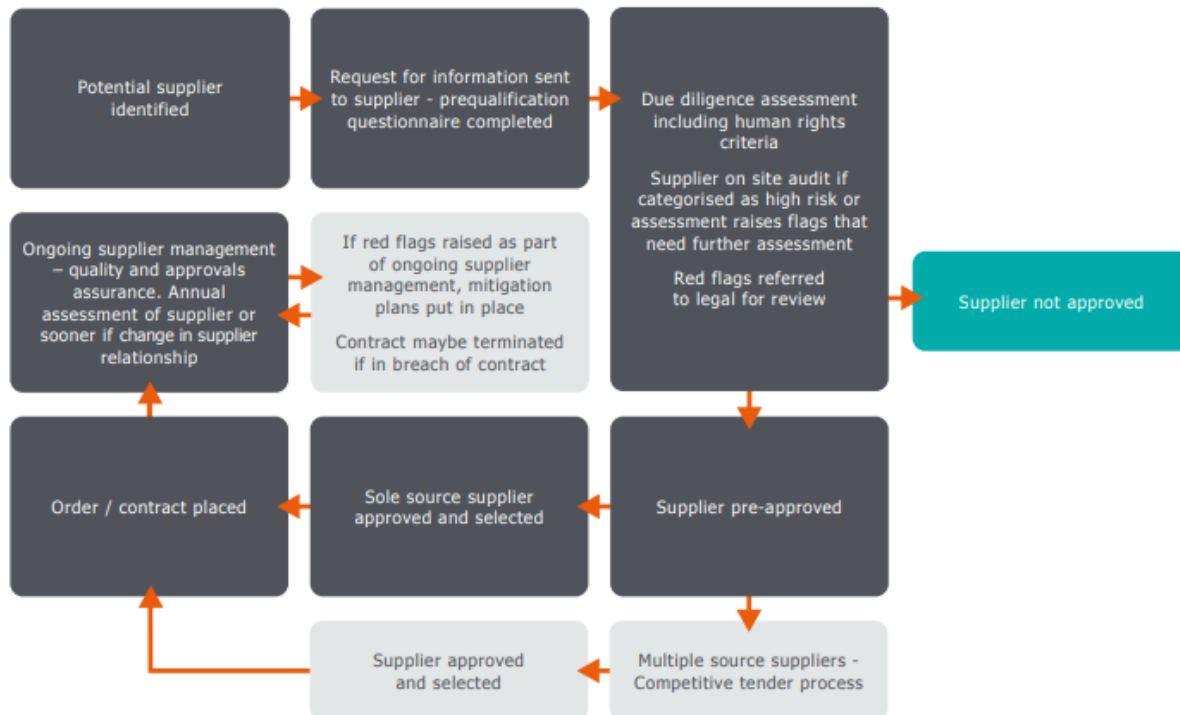 Potential supplier
identified
Request for information sent
to supplier - prequalification
questionnaire completed
Due diligence assessment
including human rights
criteria
Supplier on site audit if
categorised as high risk or
assessment raises flags that
need further assessment
Red flags referred
to legal for review
Supplier not approved
Ongoing supplier management
– quality and approvals
assurance. Annual
assessment of supplier or
sooner if change in supplier
relationship
If red flags raised as part
of ongoing supplier
management, mitigation
plans put in place
Contract maybe terminated
if in breach of contract
Order / contract placed
Sole source supplier
approved and selected
Supplier pre-approved
Supplier approved
and selected
Multiple source suppliers -
Competitive tender process